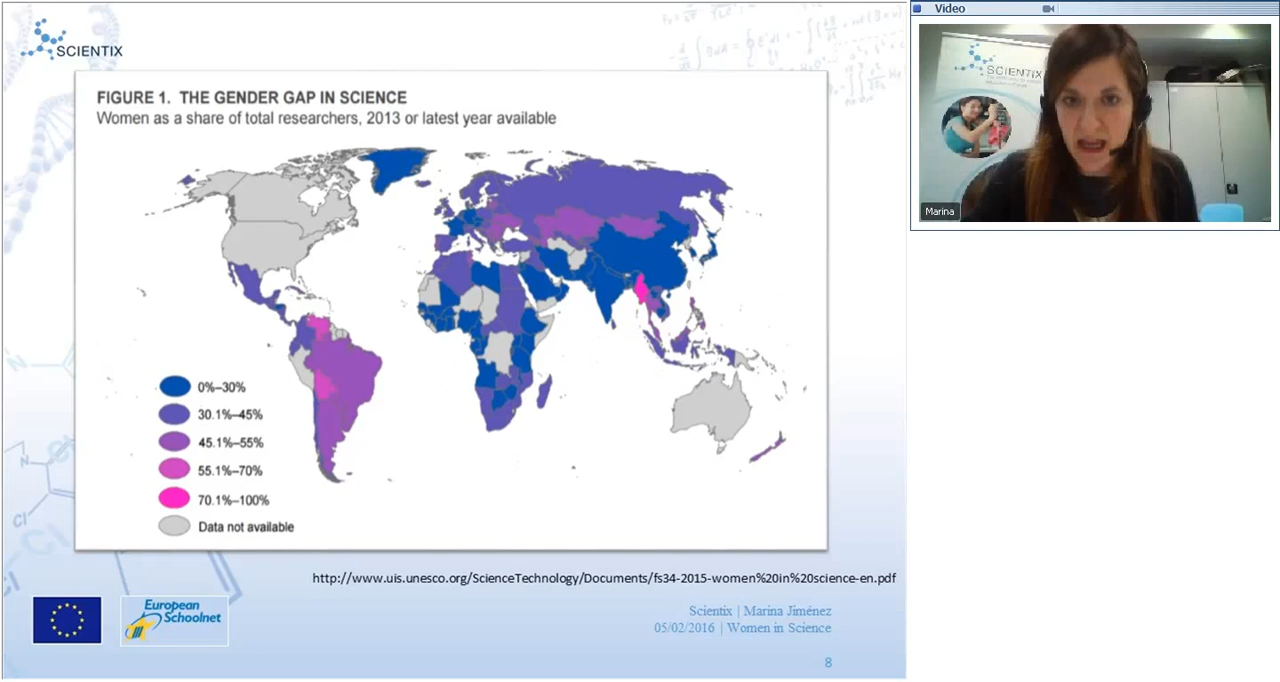 SCIENTIX
FIGURE 1. THE GENDER GAP IN SCIENCE
Women as a share of total researchers, 2013 or latest year available
0%–30%
30.1%–45%
45.1%–55%
55.1%–70%
70.1%–100%
Data not available
http://www.uis.unesco.org/ScienceTechnology/Documents/fs34-2015-women%20in%20science-en.pdf
European
Schoolnet
Scientix | Marina Jiménez
05/02/2016 | Women in Science
8
Video
SCIENTIX
Marina